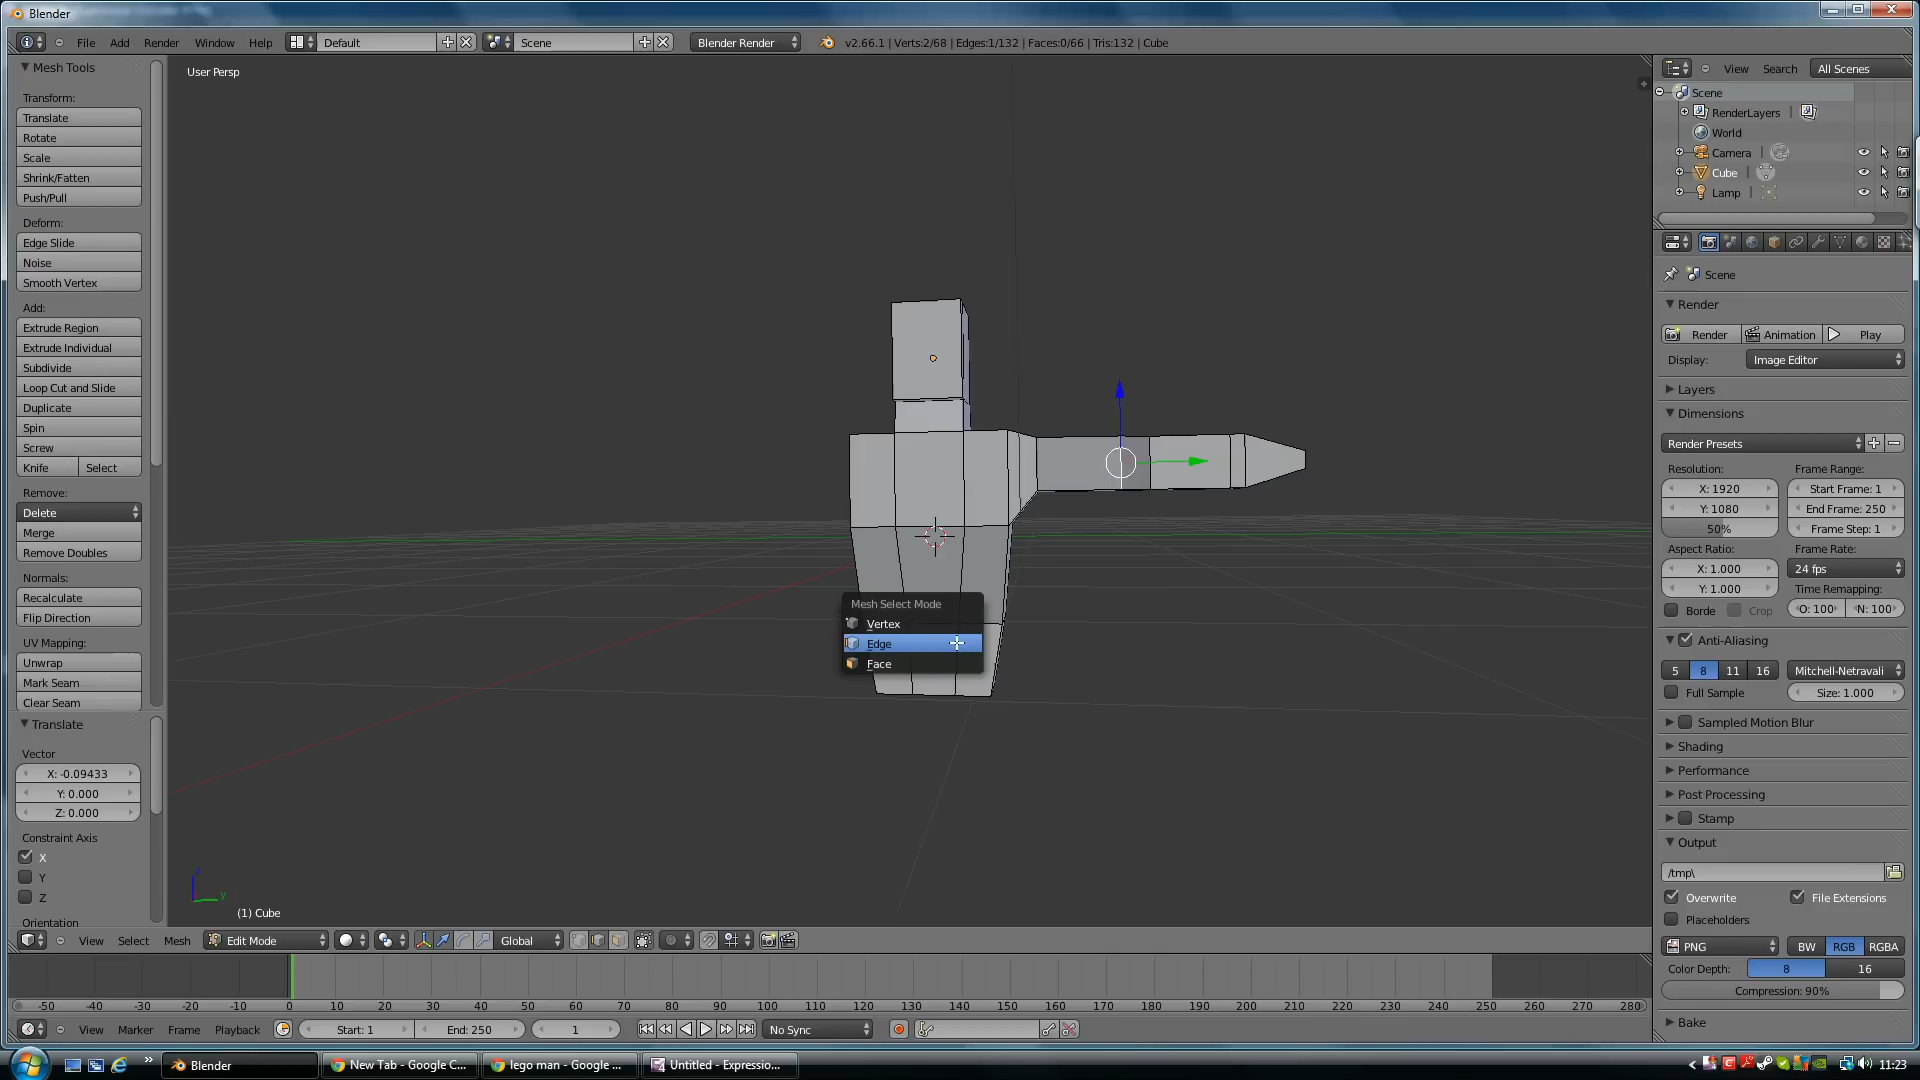 Blender
File Add Render Window Help Default Scene Blender Render v2.66.1 | Verts:2/68 | Edges:1/132 | Faces:0/66 | Tris:132 | Cube
Mesh Tools
Transform:
Translate
Rotate
Scale
Shrink/Fatten
Push/Pull
Deform:
Edge Slide
Noise
Smooth Vertex
Add:
Extrude Region
Extrude Individual
Subdivide
Loop Cut and Slide
Duplicate
Spin
Screw
Knife Select
Remove:
Delete
Merge
Remove Doubles
Normals:
Recalculate
Flip Direction
UV Mapping:
Unwrap
Mark Seam
Clear Seam
Translate
Vector
X: -0.09433
Y: 0.000
Z: 0.000
Constraint Axis
X
Y
Z
Orientation
User Persp
Mesh Select Mode
Vertex
Edge
Face
z
y
(1) Cube
View Search All Scenes
Scene
RenderLayers |
World
Camera |
Cube |
Lamp |
Scene
Render
Render Animation Play
Display: Image Editor
Layers
Dimensions
Render Presets
Resolution: Frame Range:
X: 1920 Start Frame: 1
Y: 1080 End Frame: 250
50% Frame Step: 1
Aspect Ratio: Frame Rate:
X: 1.000 24 fps
Y: 1.000 Time Remapping:
Borde Crop O: 100 N: 100
Anti-Aliasing
5 8 11 16 Mitchell-Netravali
Full Sample Size: 1.000
Sampled Motion Blur
Shading
Performance
Post Processing
Stamp
Output
/tmp\
Overwrite File Extensions
Placeholders
PNG BW RGB RGBA
Color Depth: 8 16
Compression: 90%
Bake
View Select Mesh Edit Mode Global
-50 -40 -30 -20 -10 0 10 20 30 40 50 60 70 80 90 100 110 120 130 140 150 160 170 180 190 200 210 220 230 240 250 260 270 280
View Marker Frame Playback Start: 1 End: 250 1 No Sync
Blender New Tab - Google C... lego man - Google ... Untitled - Expressio... 11:23